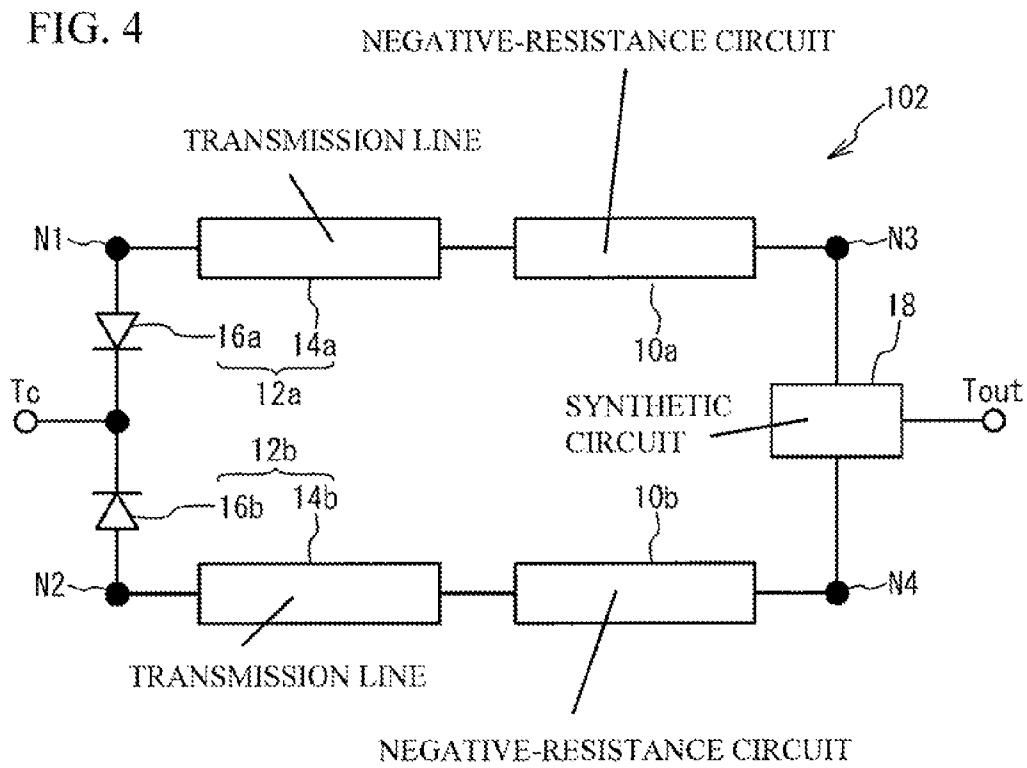 FIG. 4
NEGATIVE-RESISTANCE CIRCUIT
102
TRANSMISSION LINE
N1
N3
16a
14a
10a
18
12a
Tc
SYNTHETIC
CIRCUIT
Tout
12b
16b
14b
10b
N2
N4
TRANSMISSION LINE
NEGATIVE-RESISTANCE CIRCUIT